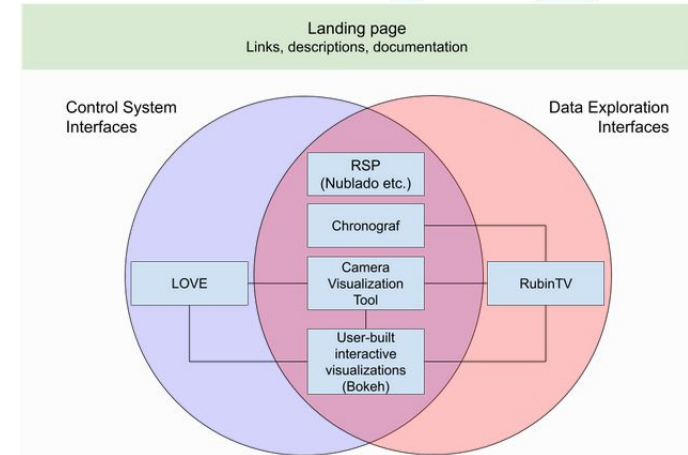 Landing page
Links, descriptions, documentation
Control System
Interfaces
Data Exploration
Interfaces
RSP
(Nublado etc.)
Chronograf
LOVE
Camera
Visualization
Tool
RubinTV
User-built
interactive
visualizations
(Bokeh)